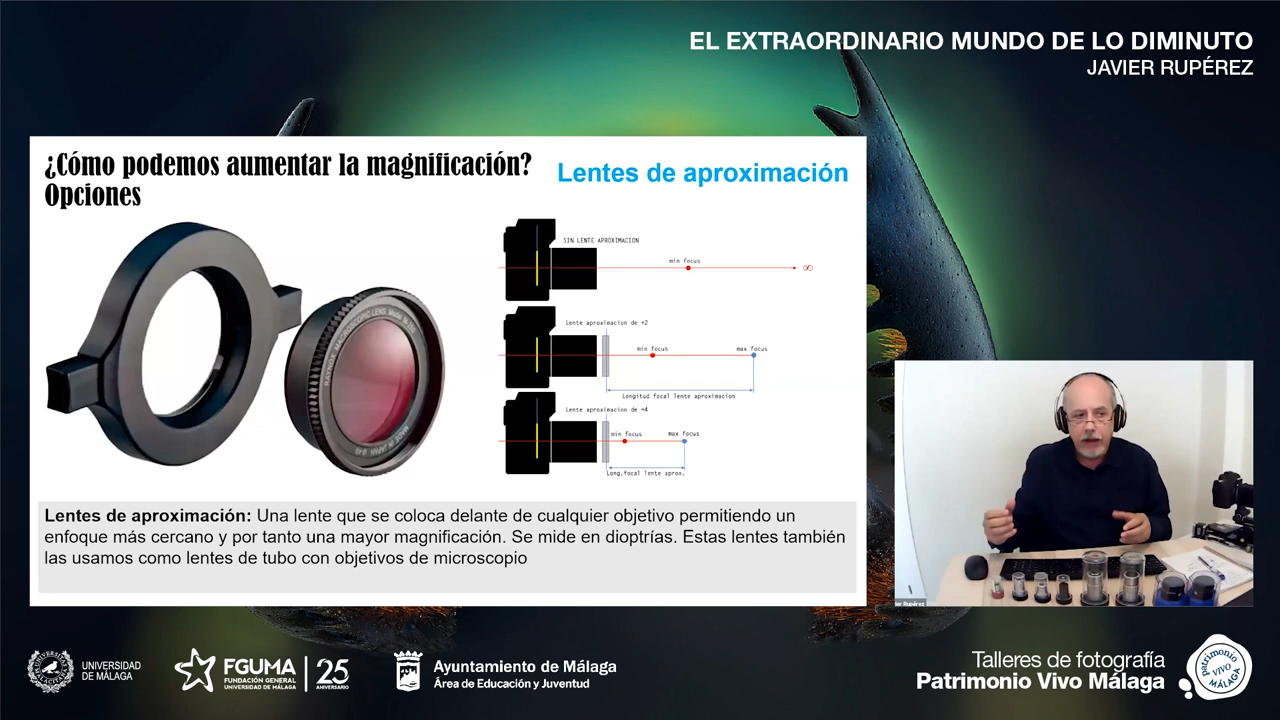 EL EXTRAORDINARIO MUNDO DE LO DIMINUTO
JAVIER RUPÉREZ
¿Cómo podemos aumentar la magnificación?
Opciones
Lentes de aproximación
SIN LENTE APROXIMACION
min focus
∞
Lente aproximacion de +2
min focus
max focus
Longitud focal lente aproximacion
Lente aproximacion de +4
min focus
max focus
Long.focal lente aprox.
Lentes de aproximación: Una lente que se coloca delante de cualquier objetivo permitiendo un
enfoque más cercano y por tanto una mayor magnificación. Se mide en dioptrías. Estas lentes también
las usamos como lentes de tubo con objetivos de microscopio
UNIVERSIDAD
DE MÁLAGA
FGUMA
FUNDACIÓN GENERAL
UNIVERSIDAD DE MÁLAGA
25
ANIVERSARIO
Ayuntamiento de Málaga
Área de Educación y Juventud
Talleres de fotografía
Patrimonio Vivo Málaga
patrimonio
VIVO
MÁLAGA